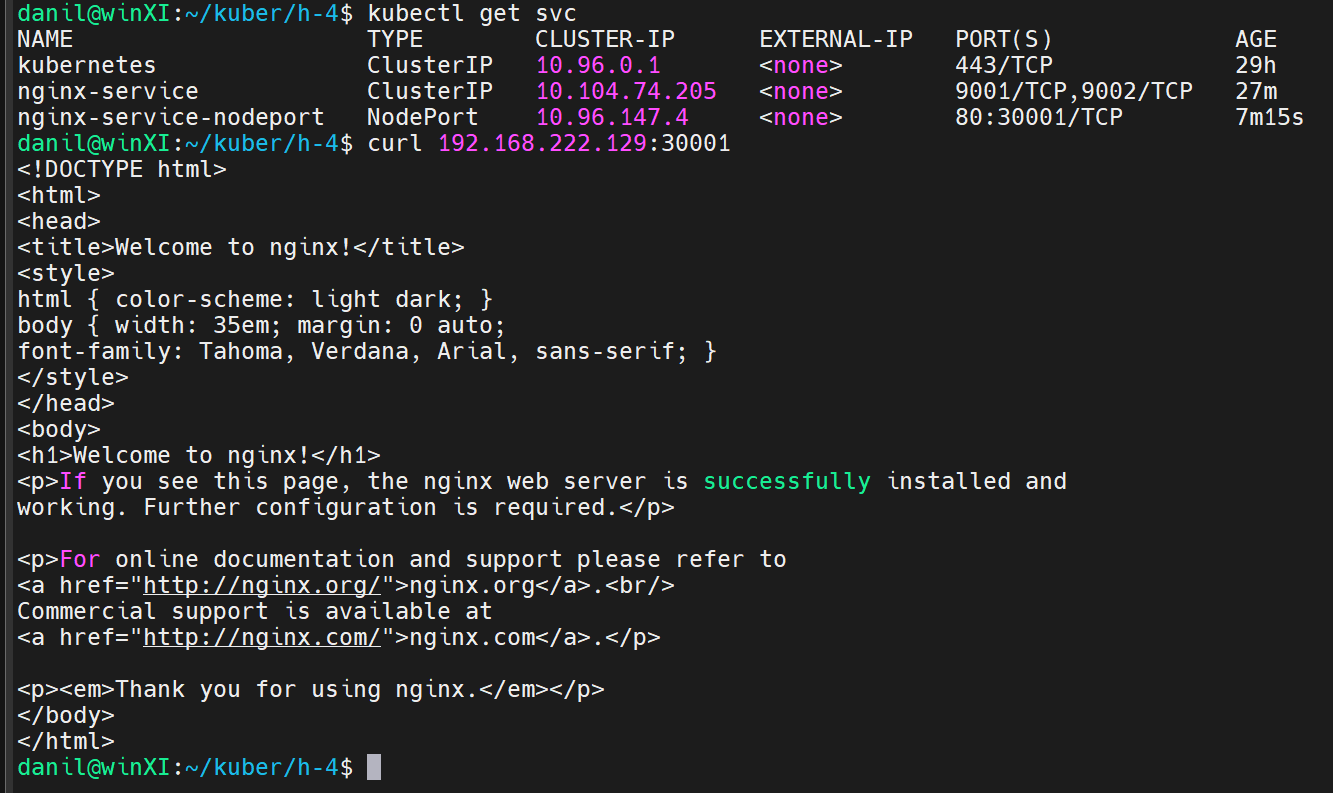 danil@winXI:~/kuber/h-4$ kubectl get svc
NAME                     TYPE        CLUSTER-IP      EXTERNAL-IP   PORT(S)             AGE
kubernetes               ClusterIP   10.96.0.1       <none>        443/TCP             29h
nginx-service            ClusterIP   10.104.74.205   <none>        9001/TCP,9002/TCP   27m
nginx-service-nodeport   NodePort    10.96.147.4     <none>        80:30001/TCP        7m15s
danil@winXI:~/kuber/h-4$ curl 192.168.222.129:30001
<!DOCTYPE html>
<html>
<head>
<title>Welcome to nginx!</title>
<style>
html { color-scheme: light dark; }
body { width: 35em; margin: 0 auto;
font-family: Tahoma, Verdana, Arial, sans-serif; }
</style>
</head>
<body>
<h1>Welcome to nginx!</h1>
<p>If you see this page, the nginx web server is successfully installed and
working. Further configuration is required.</p>

<p>For online documentation and support please refer to
<a href="http://nginx.org/">nginx.org</a>.<br/>
Commercial support is available at
<a href="http://nginx.com/">nginx.com</a>.</p>

<p><em>Thank you for using nginx.</em></p>
</body>
</html>
danil@winXI:~/kuber/h-4$